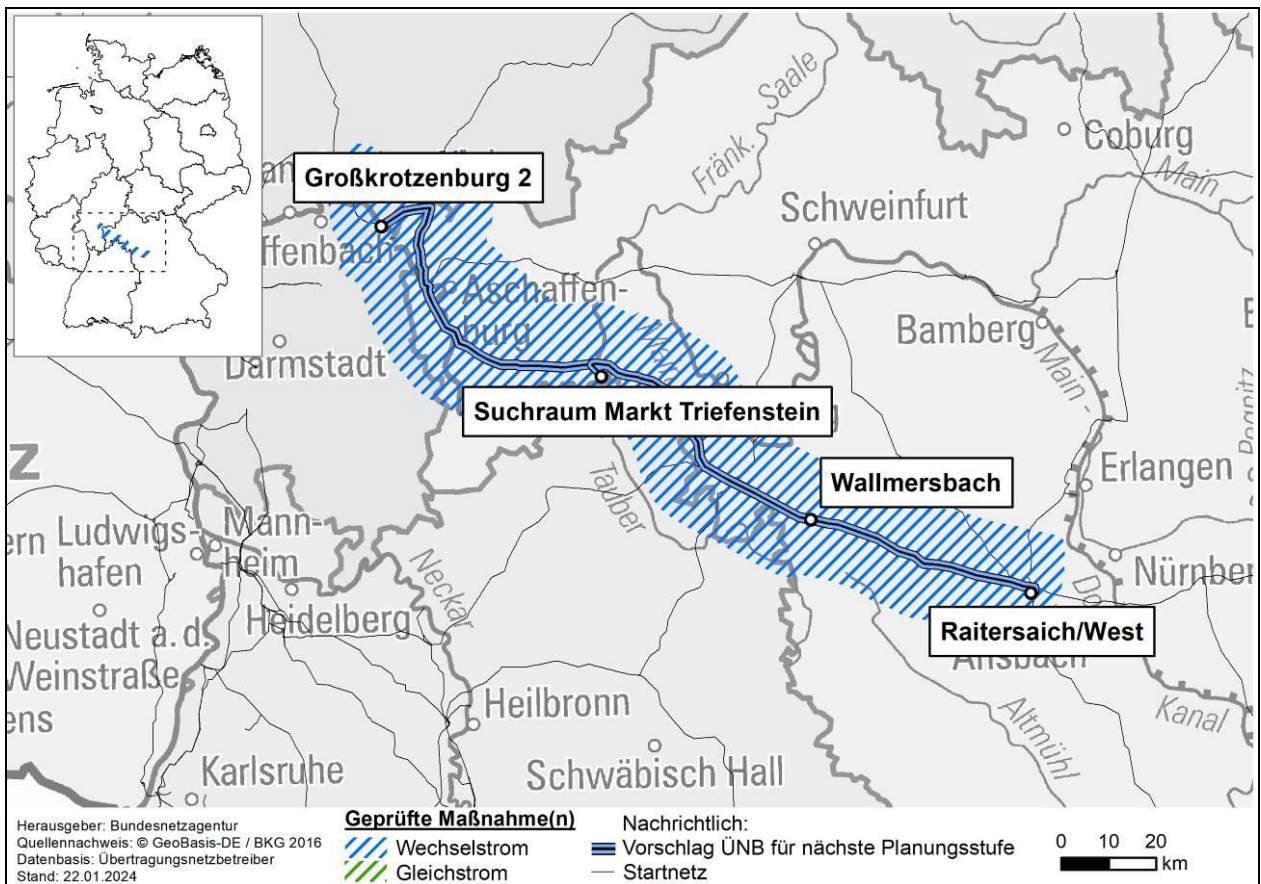 Fränk. Saale
Coburg
Main
Großkrotzenburg 2
Schweinfurt
ffenbach
Aschaffen-
burg
Bamberg
Main -
Darmstadt
Suchraum Markt Triefenstein
Erlangen
Wallmersbach
Tauber
Mann-
heim
ern Ludwigs-
hafen
Nürnber
Raitersaich/West
Ansbach
Neckar
Heidelberg
Neustadt a. d.
Weinstraße
ens
Altmühl
Kanal
Heilbronn
Karlsruhe
Schwäbisch Hall
Herausgeber: Bundesnetzagentur
Quellennachweis: © GeoBasis-DE / BKG 2016
Datenbasis: Übertragungsnetzbetreiber
Stand: 22.01.2024
Geprüfte Maßnahme(n)
Wechselstrom
Gleichstrom
Nachrichtlich:
Vorschlag ÜNB für nächste Planungsstufe
Startnetz
0 10 20
km